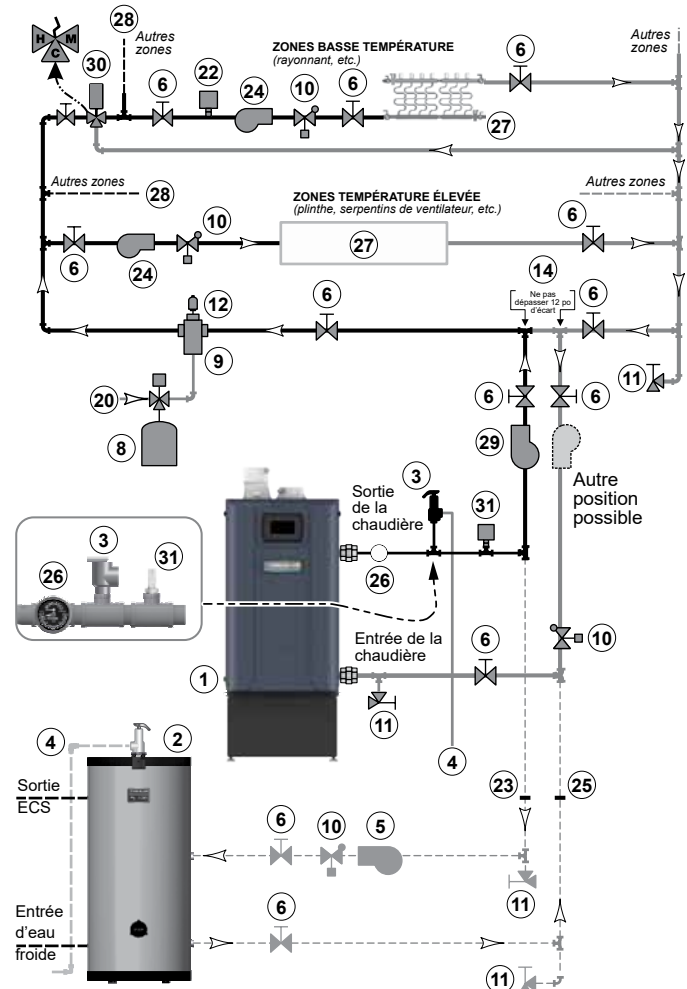 Autres
zones
Autres
zones
H M
C
28
30
ZONES BASSE TEMPÉRATURE
(rayonnant, etc.)
6
6
22
24
10
6
27
Autres zones
28
ZONES TEMPÉRATURE ÉLEVÉE
(plinthe, serpentins de ventilateur, etc.)
Autres zones
10
27
6
6
24
14
12
6
Ne pas
dépasser 12 po
d'écart
6
9
20
8
11
6
6
29
Autre
position
possible
3
Sortie
de la
chaudière
31
26
3
31
26
Entrée de la
chaudière
6
10
1
11
4
4
2
23
25
Sortie
ECS
6
10
5
11
Entrée
d'eau
froide
6
11